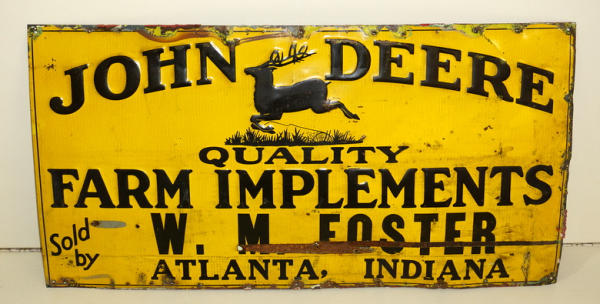 JOHN DEERE
QUALITY
FARM IMPLEMENTS
Sold by W. M. FOSTER
ATLANTA, INDIANA